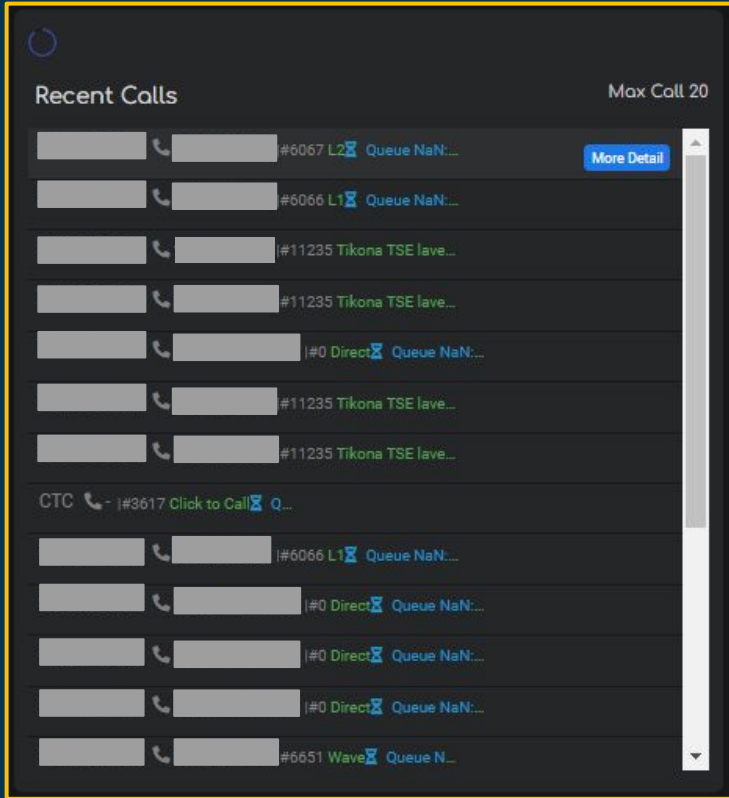 Recent Calls Max Call 20
|#6067 L2 Queue NaN:... More Detail
|#6066 L1 Queue NaN:...
|#11235 Tikona TSE lave...
#11235 Tikona TSE lave...
|#0 Direct Queue NaN:...
|#11235 Tikona TSE lave...
#11235 Tikona TSE lave...
CTC - |#3617 Click to Call Q...
|#6066 L1 Queue NaN:...
|#0 Direct Queue NaN:...
|#0 Direct Queue NaN:...
|#0 Direct Queue NaN:...
#6651 Wave Queue N...